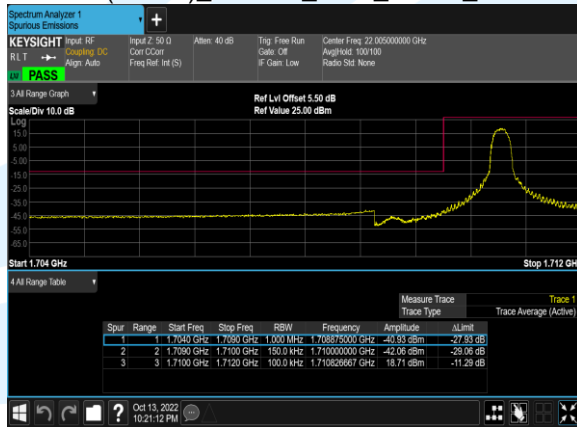 Spectrum Analyzer 1
Spurious Emissions
KEYSIGHT Input: RF Input Z: 50 Ω Atten: 40 dB Trig: Free Run Center Freq: 22.005000000 GHz
RLT Coupling: DC Corr CCorr Gate: Off Avg|Hold: 100/100
Align: Auto Freq Ref: Int (S) IF Gain: Low Radio Std: None
LW PASS
3 All Range Graph
Ref Lvl Offset 5.50 dB
Scale/Div 10.0 dB Ref Value 25.00 dBm
Log
15.0
5.00
-5.00
-15.0
-25.0
-35.0
-45.0
-55.0
-65.0
Start 1.704 GHz Stop 1.712 GH
4 All Range Table
Measure Trace Trace 1
Trace Type Trace Average (Active)
Spur Range Start Freq Stop Freq RBW Frequency Amplitude ΔLimit
1 1 1.7040 GHz 1.7090 GHz 1.000 MHz 1.708875000 GHz -40.93 dBm -27.93 dB
2 2 1.7090 GHz 1.7100 GHz 150.0 kHz 1.710000000 GHz -42.06 dBm -29.06 dB
3 3 1.7100 GHz 1.7120 GHz 100.0 kHz 1.710826667 GHz 18.71 dBm -11.29 dB
? Oct 13, 2022
10:21:12 PM